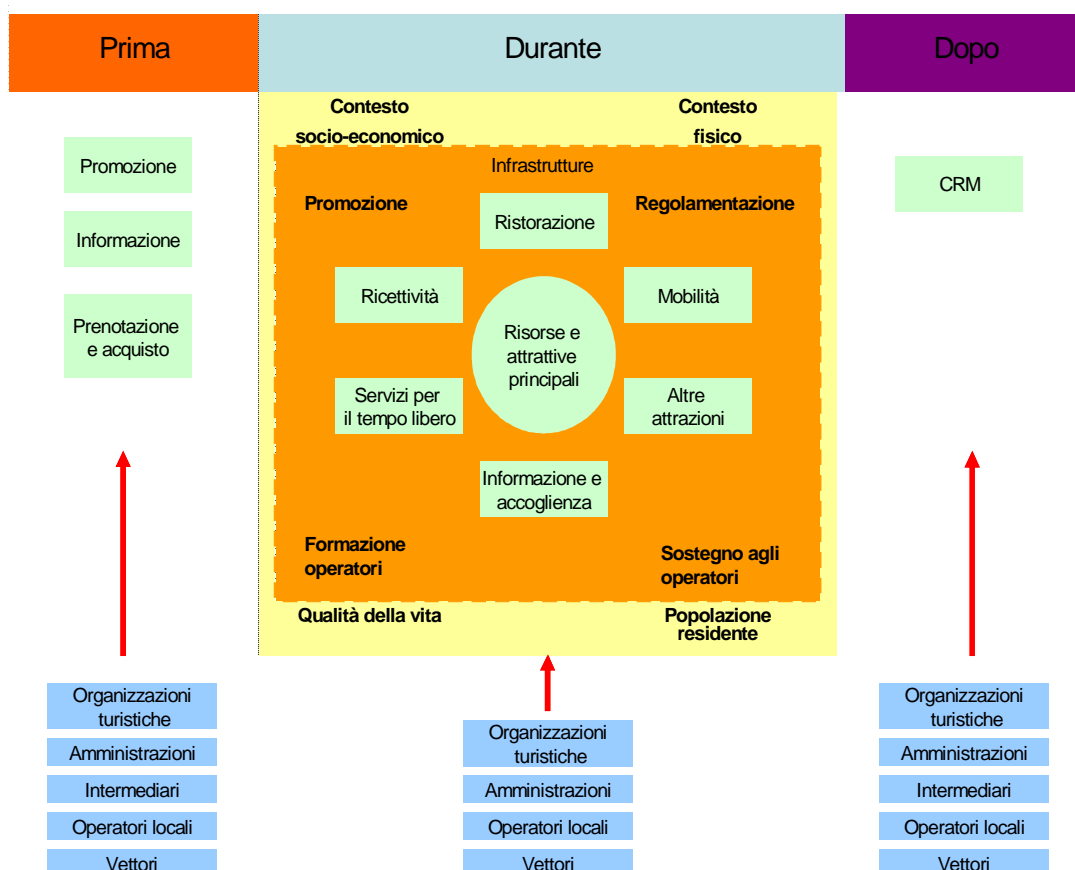 Prima
Durante
Dopo
Promozione
Informazione
Prenotazione
e acquisto
Contesto
socio-economico
Contesto
fisico
Infrastrutture
Promozione
Regolamentazione
Ristorazione
Ricettività
Mobilità
Risorse e
attrattive
principali
Servizi per
il tempo libero
Altre
attrazioni
Informazione e
accoglienza
Formazione
operatori
Sostegno agli
operatori
Qualità della vita
Popolazione
residente
CRM
Organizzazioni
turistiche
Amministrazioni
Intermediari
Operatori locali
Vettori
Organizzazioni
turistiche
Amministrazioni
Operatori locali
Vettori
Organizzazioni
turistiche
Amministrazioni
Intermediari
Operatori locali
Vettori